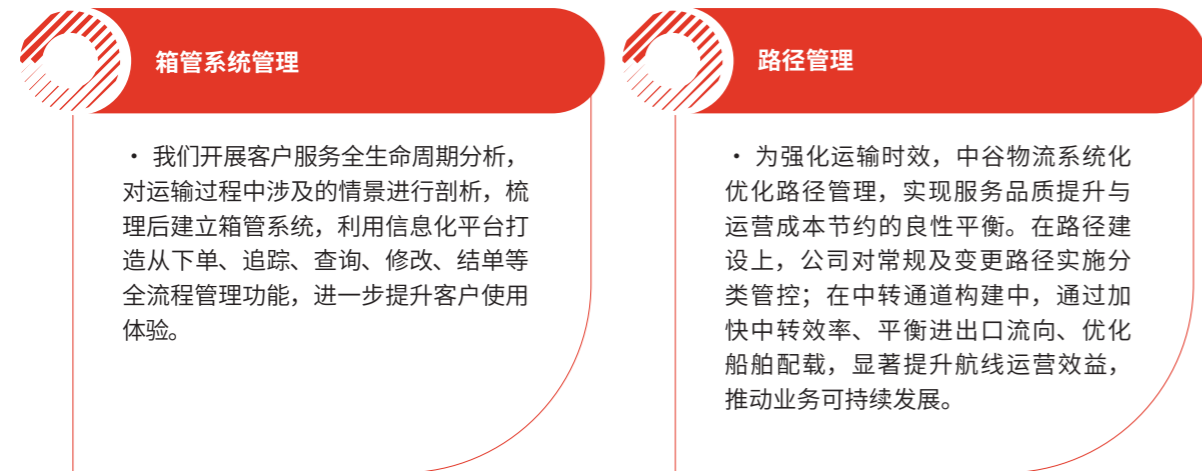 箱管系统管理
· 我们开展客户服务全生命周期分析，
对运输过程中涉及的情景进行剖析，梳
理后建立箱管系统，利用信息化平台打
造从下单、追踪、查询、修改、结单等
全流程管理功能，进一步提升客户使用
体验。
路径管理
· 为强化运输时效，中谷物流系统化
优化路径管理，实现服务品质提升与
运营成本节约的良性平衡。在路径建
设上，公司对常规及变更路径实施分
类管控；在中转通道构建中，通过加
快中转效率、平衡进出口流向、优化
船舶配载，显著提升航线运营效益，
推动业务可持续发展。